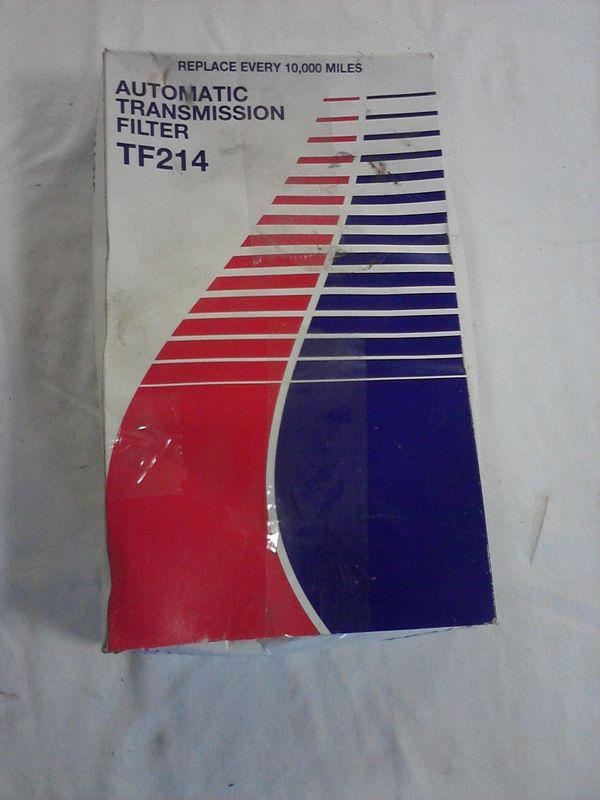 REPLACE EVERY 10,000 MILES
AUTOMATIC
TRANSMISSION
FILTER
TF214